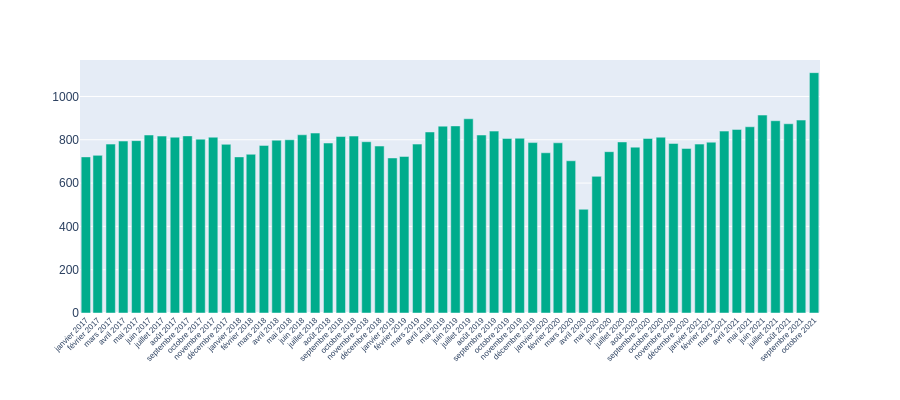 1000
800
600
400
200
0
janvier 2017
février 2017
mars 2017
avril 2017
mai 2017
juin 2017
juillet 2017
août 2017
septembre 2017
octobre 2017
novembre 2017
décembre 2017
janvier 2018
février 2018
mars 2018
avril 2018
mai 2018
juin 2018
juillet 2018
août 2018
septembre 2018
octobre 2018
novembre 2018
décembre 2018
janvier 2019
février 2019
mars 2019
avril 2019
mai 2019
juin 2019
juillet 2019
août 2019
septembre 2019
octobre 2019
novembre 2019
décembre 2019
janvier 2020
février 2020
mars 2020
avril 2020
mai 2020
juin 2020
juillet 2020
août 2020
septembre 2020
octobre 2020
novembre 2020
décembre 2020
janvier 2021
février 2021
mars 2021
avril 2021
mai 2021
juin 2021
juillet 2021
août 2021
septembre 2021
octobre 2021